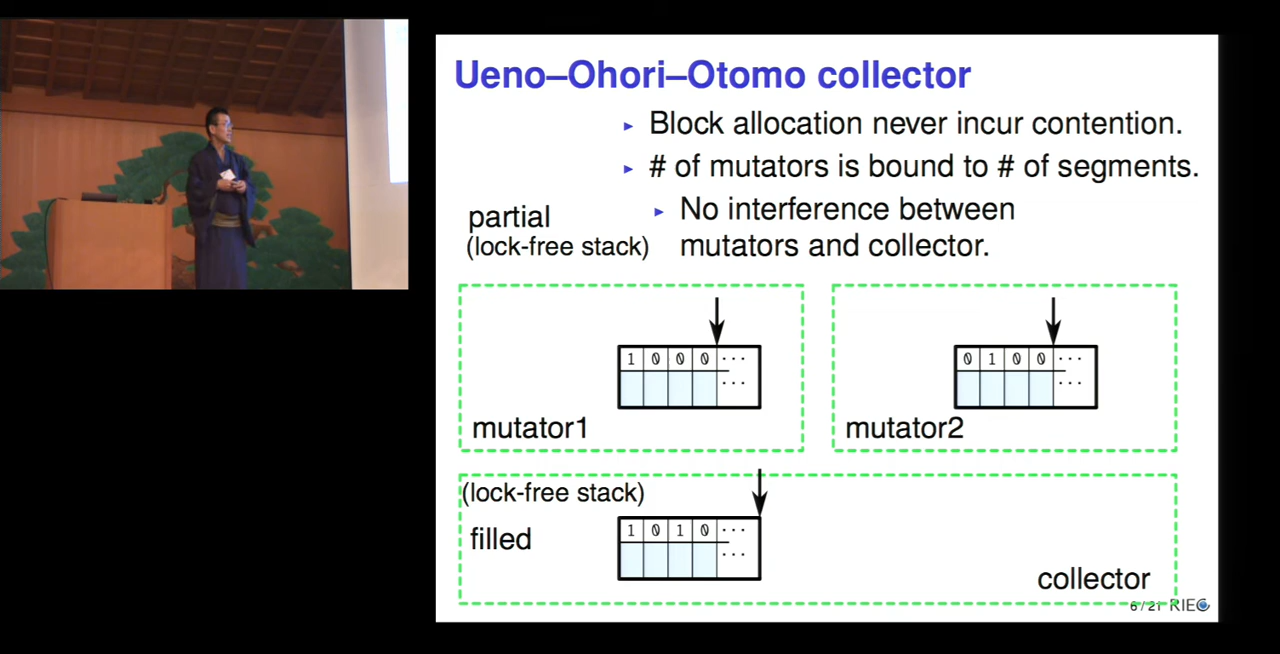 Ueno–Ohori–Otomo collector
▸ Block allocation never incur contention.
▸ # of mutators is bound to # of segments.
▸ No interference between
mutators and collector.
partial
(lock-free stack)
1 0 0 0 ···
···
mutator1
0 1 0 0 ···
···
mutator2
(lock-free stack)
filled
1 0 1 0 ···
···
collector
6 / 21 RIEC